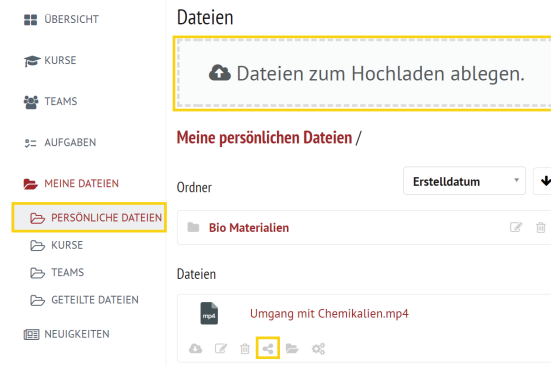 ÜBERSICHT
KURSE
TEAMS
AUFGABEN
MEINE DATEIEN
PERSÖNLICHE DATEIEN
KURSE
TEAMS
GETEILTE DATEIEN
NEUIGKEITEN
Dateien
Dateien zum Hochladen ablegen.
Meine persönlichen Dateien /
Ordner
Erstelldatum
Bio Materialien
Dateien
mp4
Umgang mit Chemikalien.mp4